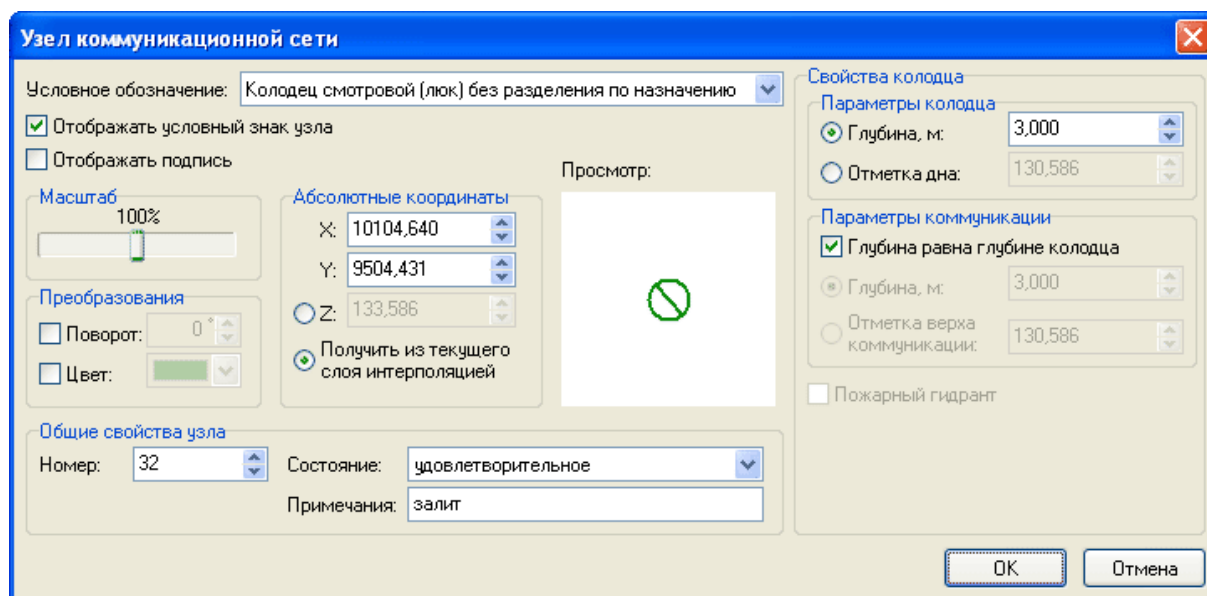 Узел коммуникационной сети
Условное обозначение: Колодец смотровой (люк) без разделения по назначению
Отображать условный знак узла
Отображать подпись
Масштаб
100%
Преобразования
Поворот: 0 °
Цвет:
Абсолютные координаты
X: 10104,640
Y: 9504,431
Z: 133,586
Получить из текущего
слоя интерполяцией
Просмотр:
Общие свойства узла
Номер: 32
Состояние: удовлетворительное
Примечания: залит
Свойства колодца
Параметры колодца
Глубина, м: 3,000
Отметка дна: 130,586
Параметры коммуникации
Глубина равна глубине колодца
Глубина, м: 3,000
Отметка верха
коммуникации: 130,586
Пожарный гидрант
OK
Отмена